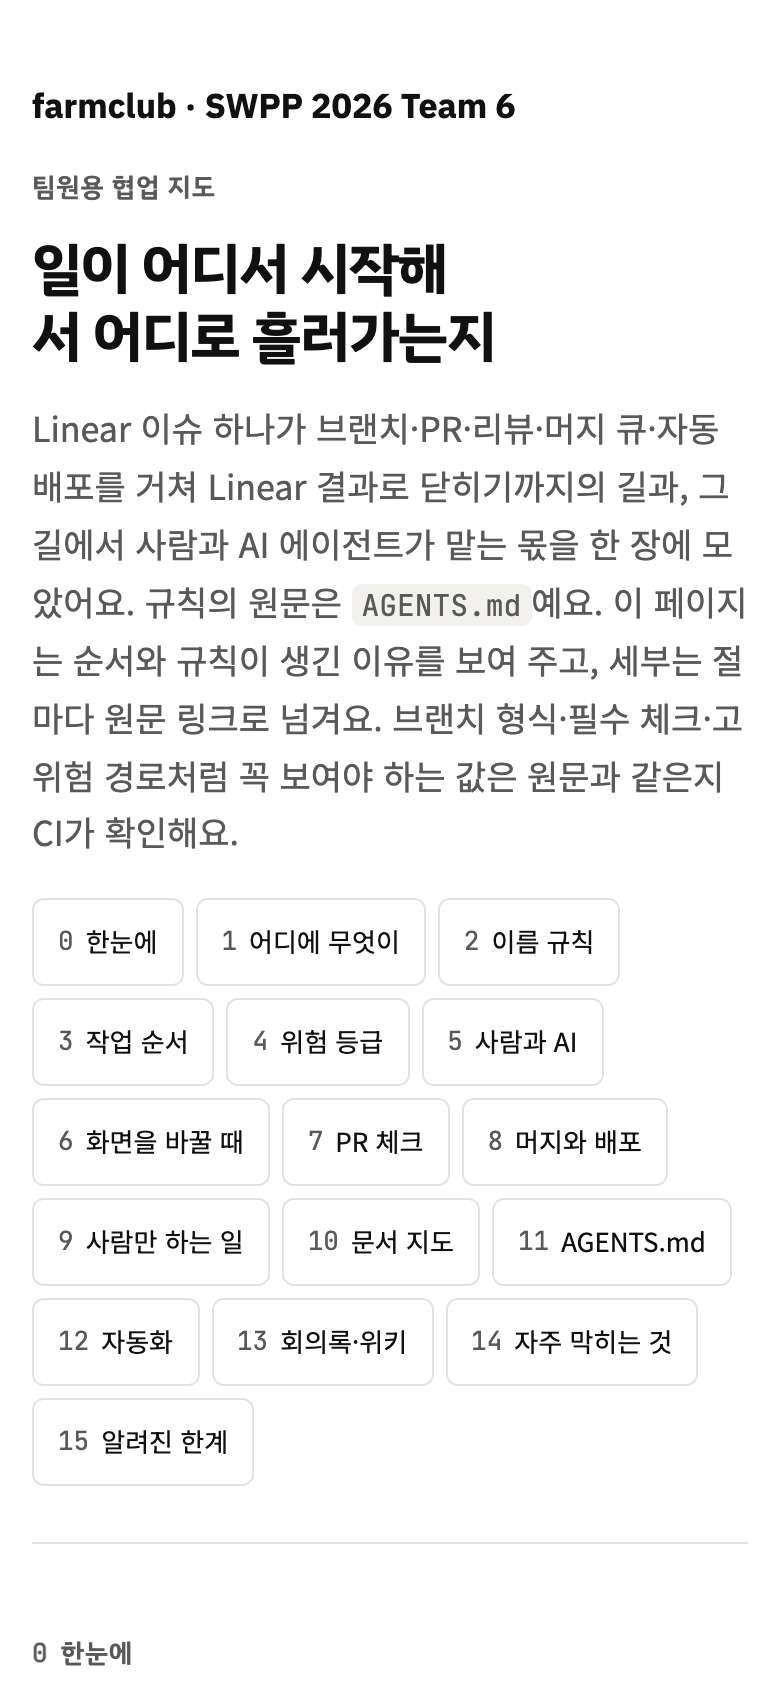 farmclub · SWPP 2026 Team 6
팀원용 협업 지도
일이 어디서 시작해
서 어디로 흘러가는지
Linear 이슈 하나가 브랜치·PR·리뷰·머지 큐·자동
배포를 거쳐 Linear 결과로 닫히기까지의 길과, 그
길에서 사람과 AI 에이전트가 맡는 몫을 한 장에 모
았어요. 규칙의 원문은 AGENTS.md예요. 이 페이지
는 순서와 규칙이 생긴 이유를 보여 주고, 세부는 절
마다 원문 링크로 넘겨요. 브랜치 형식·필수 체크·고
위험 경로처럼 꼭 보여야 하는 값은 원문과 같은지
CI가 확인해요.
0 한눈에 1 어디에 무엇이 2 이름 규칙
3 작업 순서 4 위험 등급 5 사람과 AI
6 화면을 바꿀 때 7 PR 체크 8 머지와 배포
9 사람만 하는 일 10 문서 지도 11 AGENTS.md
12 자동화 13 회의록·위키 14 자주 막히는 것
15 알려진 한계
0 한눈에